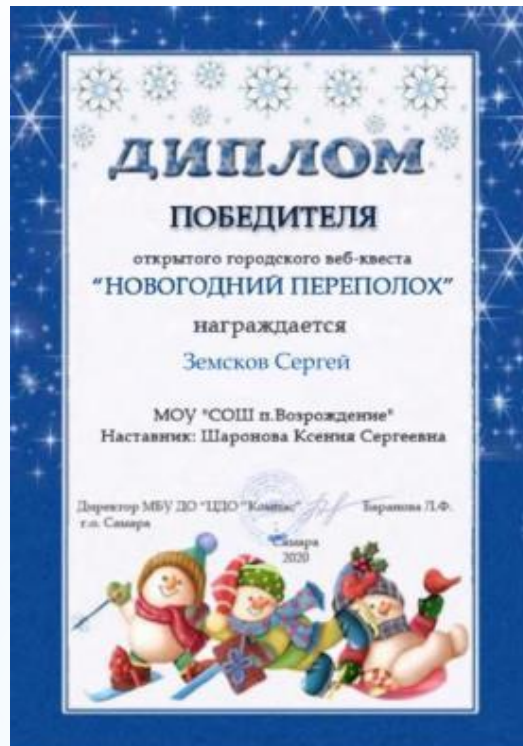 ДИПЛОМ
ПОБЕДИТЕЛЯ
открытого городского веб-квеста
“НОВОГОДНИЙ ПЕРЕПОЛОХ”
награждается
Земсков Сергей
МОУ "СОШ п.Возрождение"
Наставник: Шаронова Ксения Сергеевна
Директор МБУ ДО "ЦДО "Компас" Баранова Л.Ф.
г.о. Самара
Самара
2020